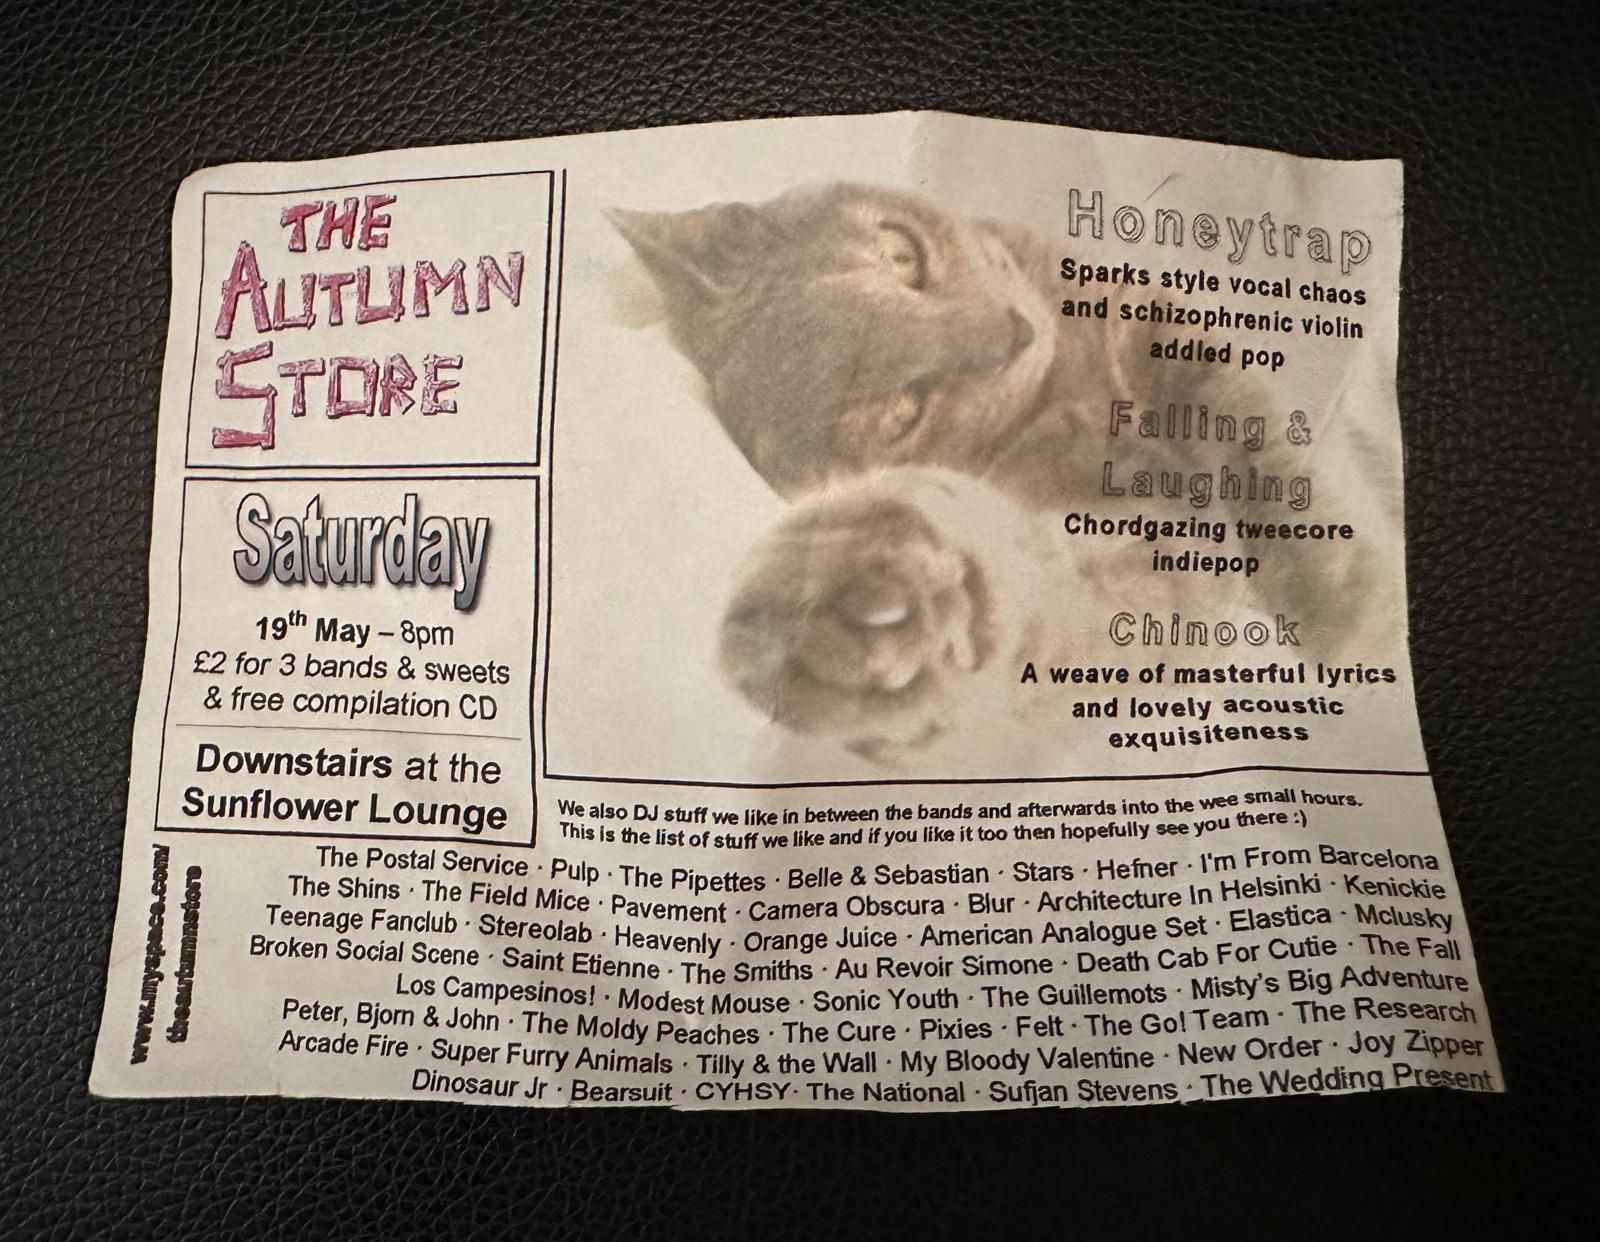 THE
AUTUMN
STORE
Saturday
19th May – 8pm
£2 for 3 bands & sweets
& free compilation CD
Downstairs at the
Sunflower Lounge
Honeytrap
Sparks style vocal chaos
and schizophrenic violin
addled pop
Falling &
Laughing
Chordgazing tweecore
indiepop
Chinook
A weave of masterful lyrics
and lovely acoustic
exquisiteness
We also DJ stuff we like in between the bands and afterwards into the wee small hours.
This is the list of stuff we like and if you like it too then hopefully see you there :)
The Postal Service · Pulp · The Pipettes · Belle & Sebastian · Stars · Hefner · I'm From Barcelona
The Shins · The Field Mice · Pavement · Camera Obscura · Blur · Architecture In Helsinki · Kenickie
Teenage Fanclub · Stereolab · Heavenly · Orange Juice · American Analogue Set · Elastica · Mclusky
Broken Social Scene · Saint Etienne · The Smiths · Au Revoir Simone · Death Cab For Cutie · The Fall
Los Campesinos! · Modest Mouse · Sonic Youth · The Guillemots · Misty's Big Adventure
Peter, Bjorn & John · The Moldy Peaches · The Cure · Pixies · Felt · The Go! Team · The Research
Arcade Fire · Super Furry Animals · Tilly & the Wall · My Bloody Valentine · New Order · Joy Zipper
Dinosaur Jr · Bearsuit · CYHSY · The National · Sufjan Stevens · The Wedding Present
www.myspace.com/
theautumnstore